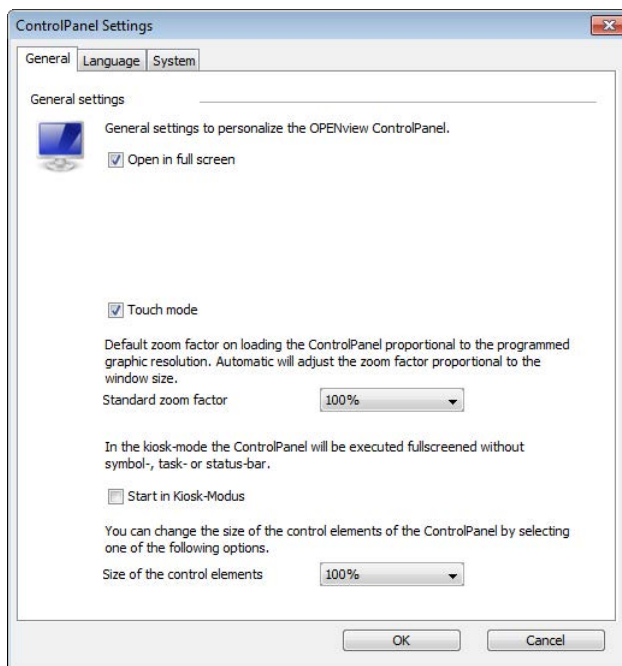 ControlPanel Settings
General Language System
General settings
General settings to personalize the OPENview ControlPanel.
Open in full screen
Touch mode
Default zoom factor on loading the ControlPanel proportional to the programmed
graphic resolution. Automatic will adjust the zoom factor proportional to the
window size.
Standard zoom factor 100%
In the kiosk-mode the ControlPanel will be executed fullscreened without
symbol-, task- or status-bar.
Start in Kiosk-Modus
You can change the size of the control elements of the ControlPanel by selecting
one of the following options.
Size of the control elements 100%
OK Cancel